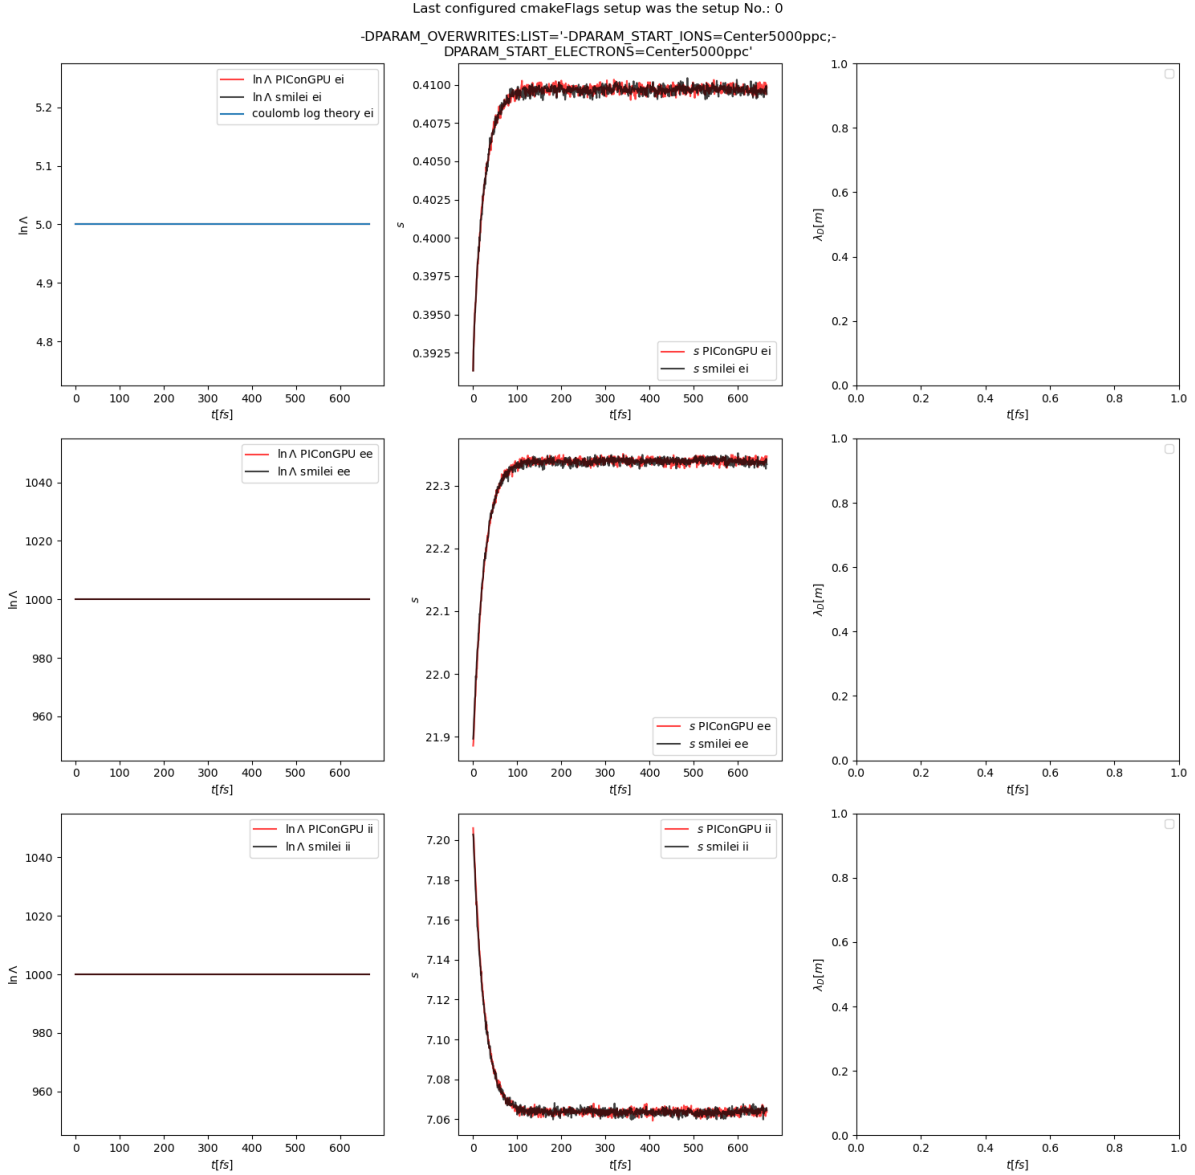 Last configured cmakeFlags setup was the setup No.: 0
-DPARAM_OVERWRITES:LIST='-DPARAM_START_IONS=Center5000ppc;-
DPARAM_START_ELECTRONS=Center5000ppc'
ln Λ PIConGPU ei
ln Λ smilei ei
coulomb log theory ei
5.2
5.1
5.0
4.9
4.8
ln Λ
0 100 200 300 400 500 600
t[fs]
0.4100
0.4075
0.4050
0.4025
0.4000
0.3975
0.3950
0.3925
s
s PIConGPU ei
s smilei ei
0 100 200 300 400 500 600
t[fs]
1.0
0.8
0.6
0.4
0.2
0.0
λD[m]
0.0 0.2 0.4 0.6 0.8 1.0
t[fs]
ln Λ PIConGPU ee
ln Λ smilei ee
1040
1020
1000
980
960
ln Λ
0 100 200 300 400 500 600
t[fs]
22.3
22.2
22.1
22.0
21.9
s
s PIConGPU ee
s smilei ee
0 100 200 300 400 500 600
t[fs]
1.0
0.8
0.6
0.4
0.2
0.0
λD[m]
0.0 0.2 0.4 0.6 0.8 1.0
t[fs]
ln Λ PIConGPU ii
ln Λ smilei ii
1040
1020
1000
980
960
ln Λ
0 100 200 300 400 500 600
t[fs]
s PIConGPU ii
s smilei ii
7.20
7.18
7.16
7.14
7.12
7.10
7.08
7.06
s
0 100 200 300 400 500 600
t[fs]
1.0
0.8
0.6
0.4
0.2
0.0
λD[m]
0.0 0.2 0.4 0.6 0.8 1.0
t[fs]